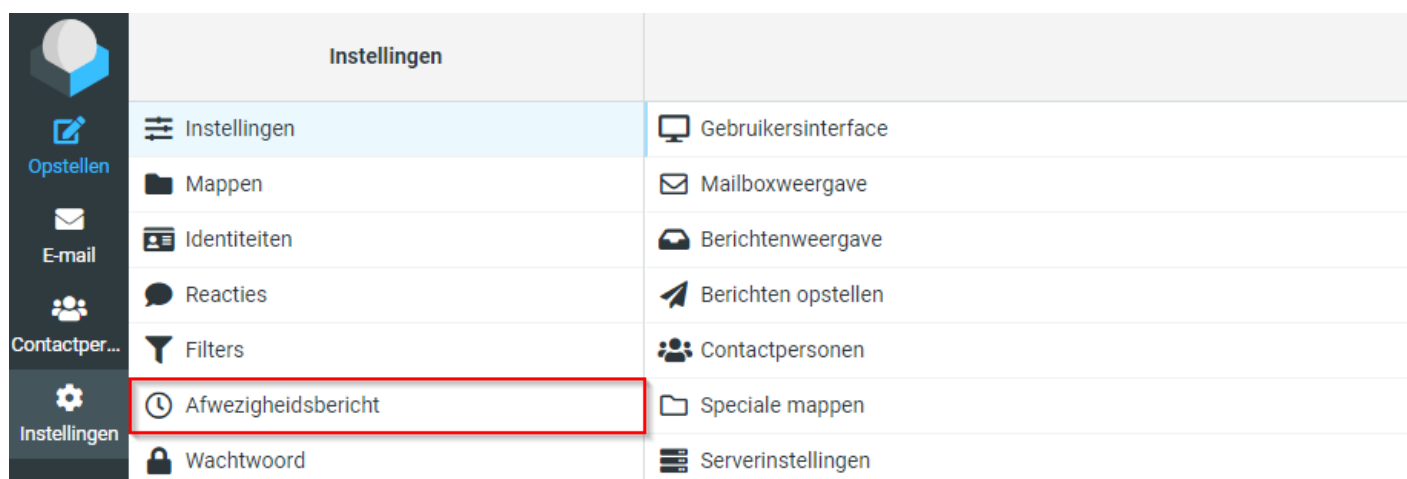 Instellingen
Opstellen
E-mail
Contactper...
Instellingen
Instellingen
Mappen
Identiteiten
Reacties
Filters
Afwezigheidsbericht
Wachtwoord
Gebruikersinterface
Mailboxweergave
Berichtenweergave
Berichten opstellen
Contactpersonen
Speciale mappen
Serverinstellingen